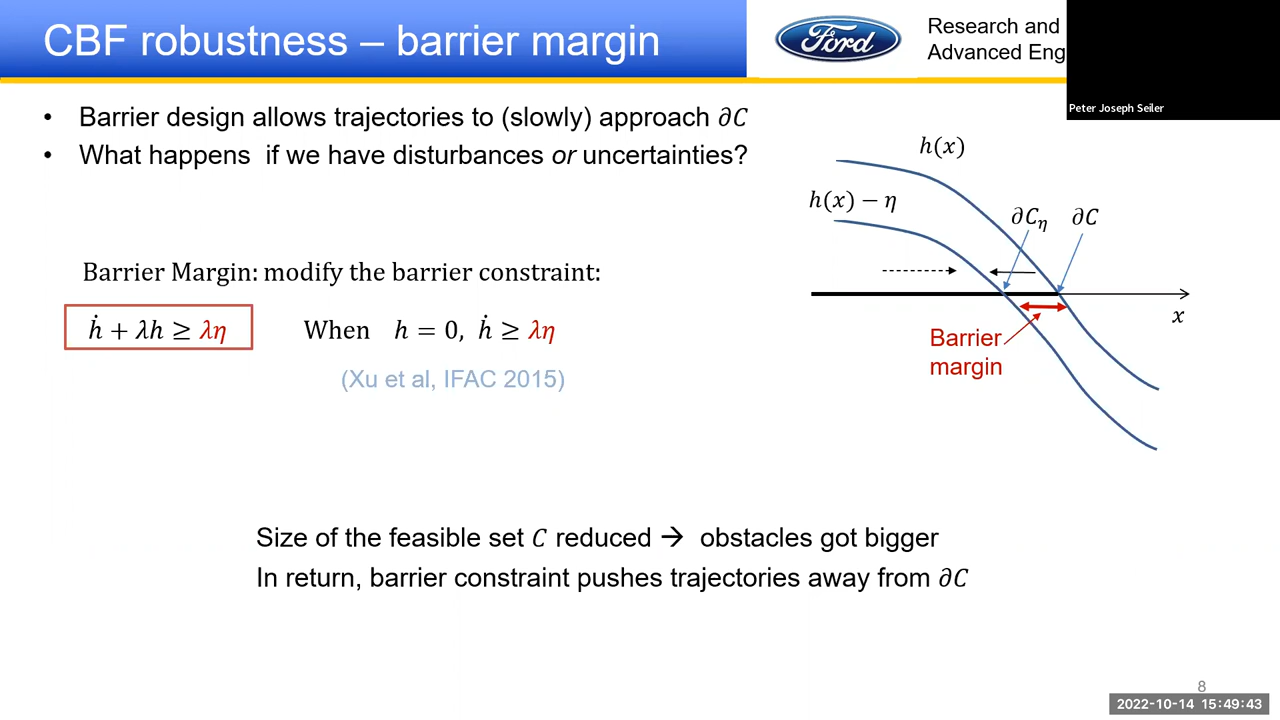 CBF robustness – barrier margin
Ford
Research and
Advanced Eng
Peter Joseph Seiler
• Barrier design allows trajectories to (slowly) approach ∂C
• What happens if we have disturbances or uncertainties?
h(x)
h(x) − η
∂Cη ∂C
x
Barrier
margin
Barrier Margin: modify the barrier constraint:
ḣ + λh ≥ λη When h = 0, ḣ ≥ λη
(Xu et al, IFAC 2015)
Size of the feasible set C reduced → obstacles got bigger
In return, barrier constraint pushes trajectories away from ∂C
8
2022-10-14 15:49:43